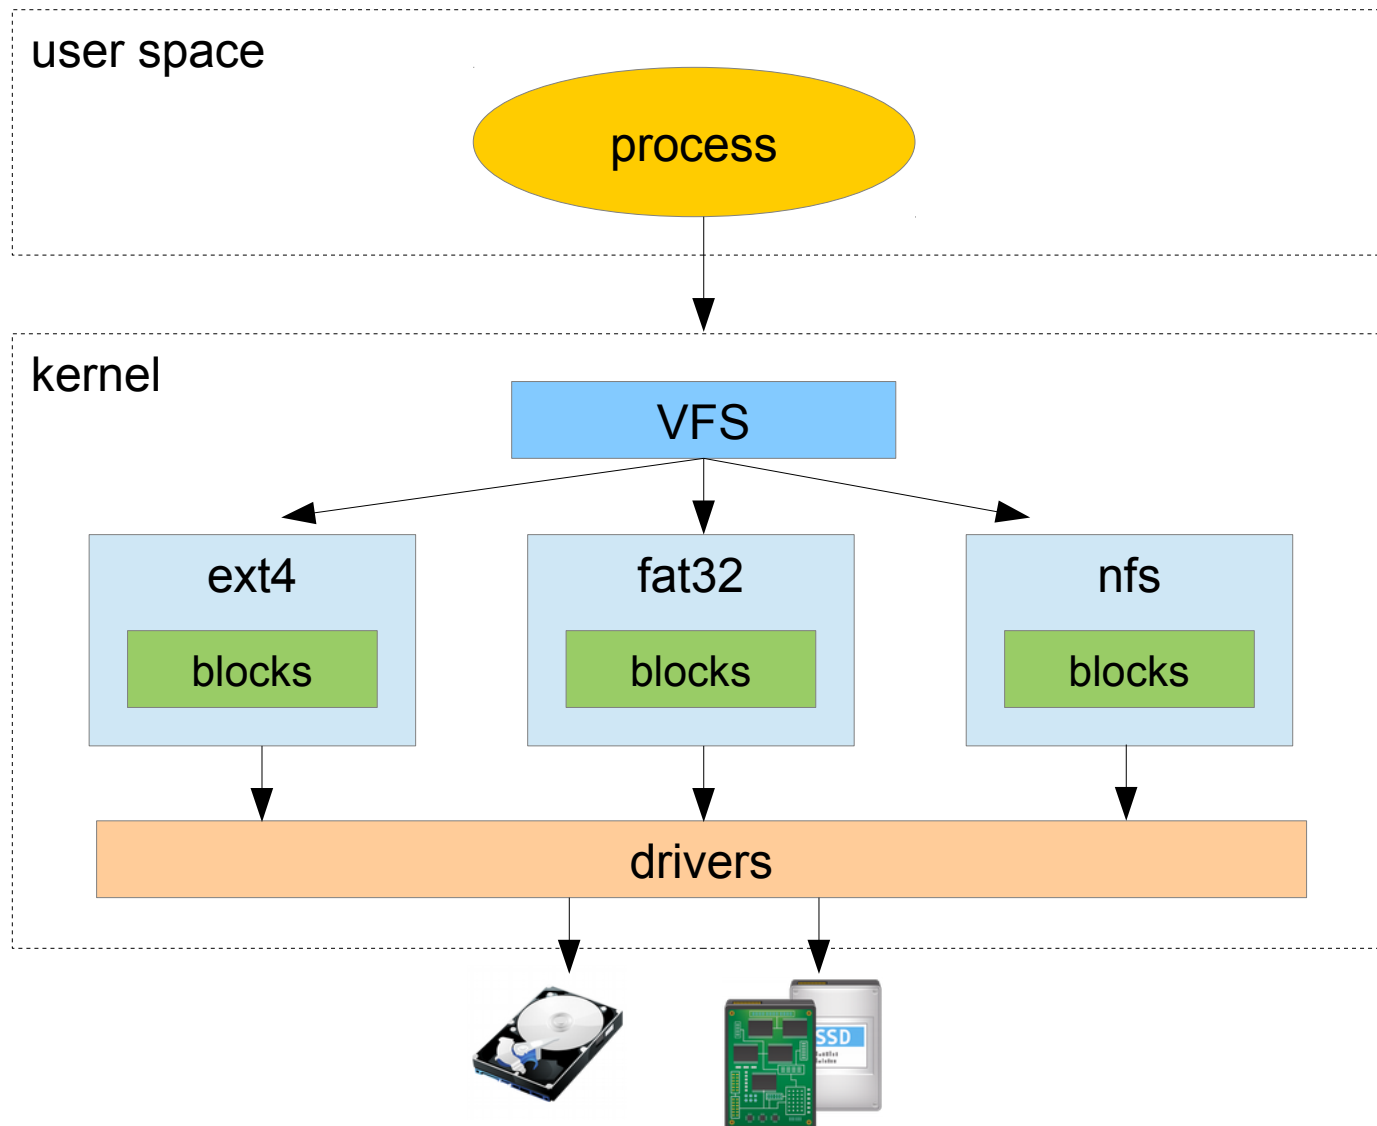 user space
process
kernel
VFS
ext4
fat32
nfs
blocks
blocks
blocks
drivers
SSD